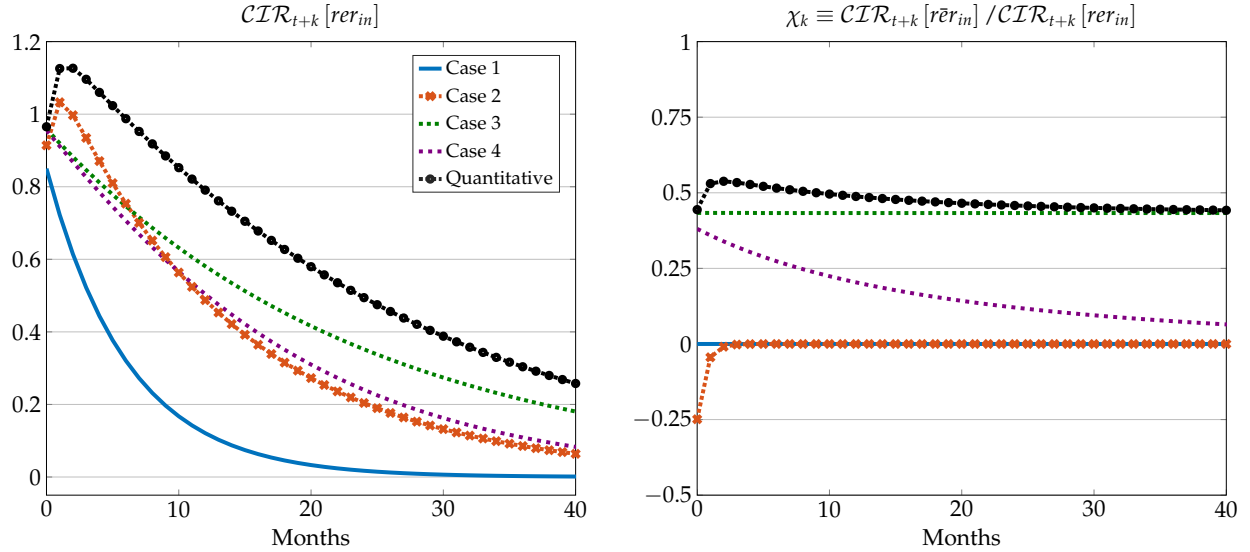 𝒞ℐℛ_{t+k} [rer_{in}]
1.2
1
0.8
0.6
0.4
0.2
0
0 10 20 30 40
Months
Case 1
Case 2
Case 3
Case 4
Quantitative
χ_k ≡ 𝒞ℐℛ_{t+k} [rēr_{in}] / 𝒞ℐℛ_{t+k} [rer_{in}]
1
0.75
0.5
0.25
0
−0.25
−0.5
0 10 20 30 40
Months